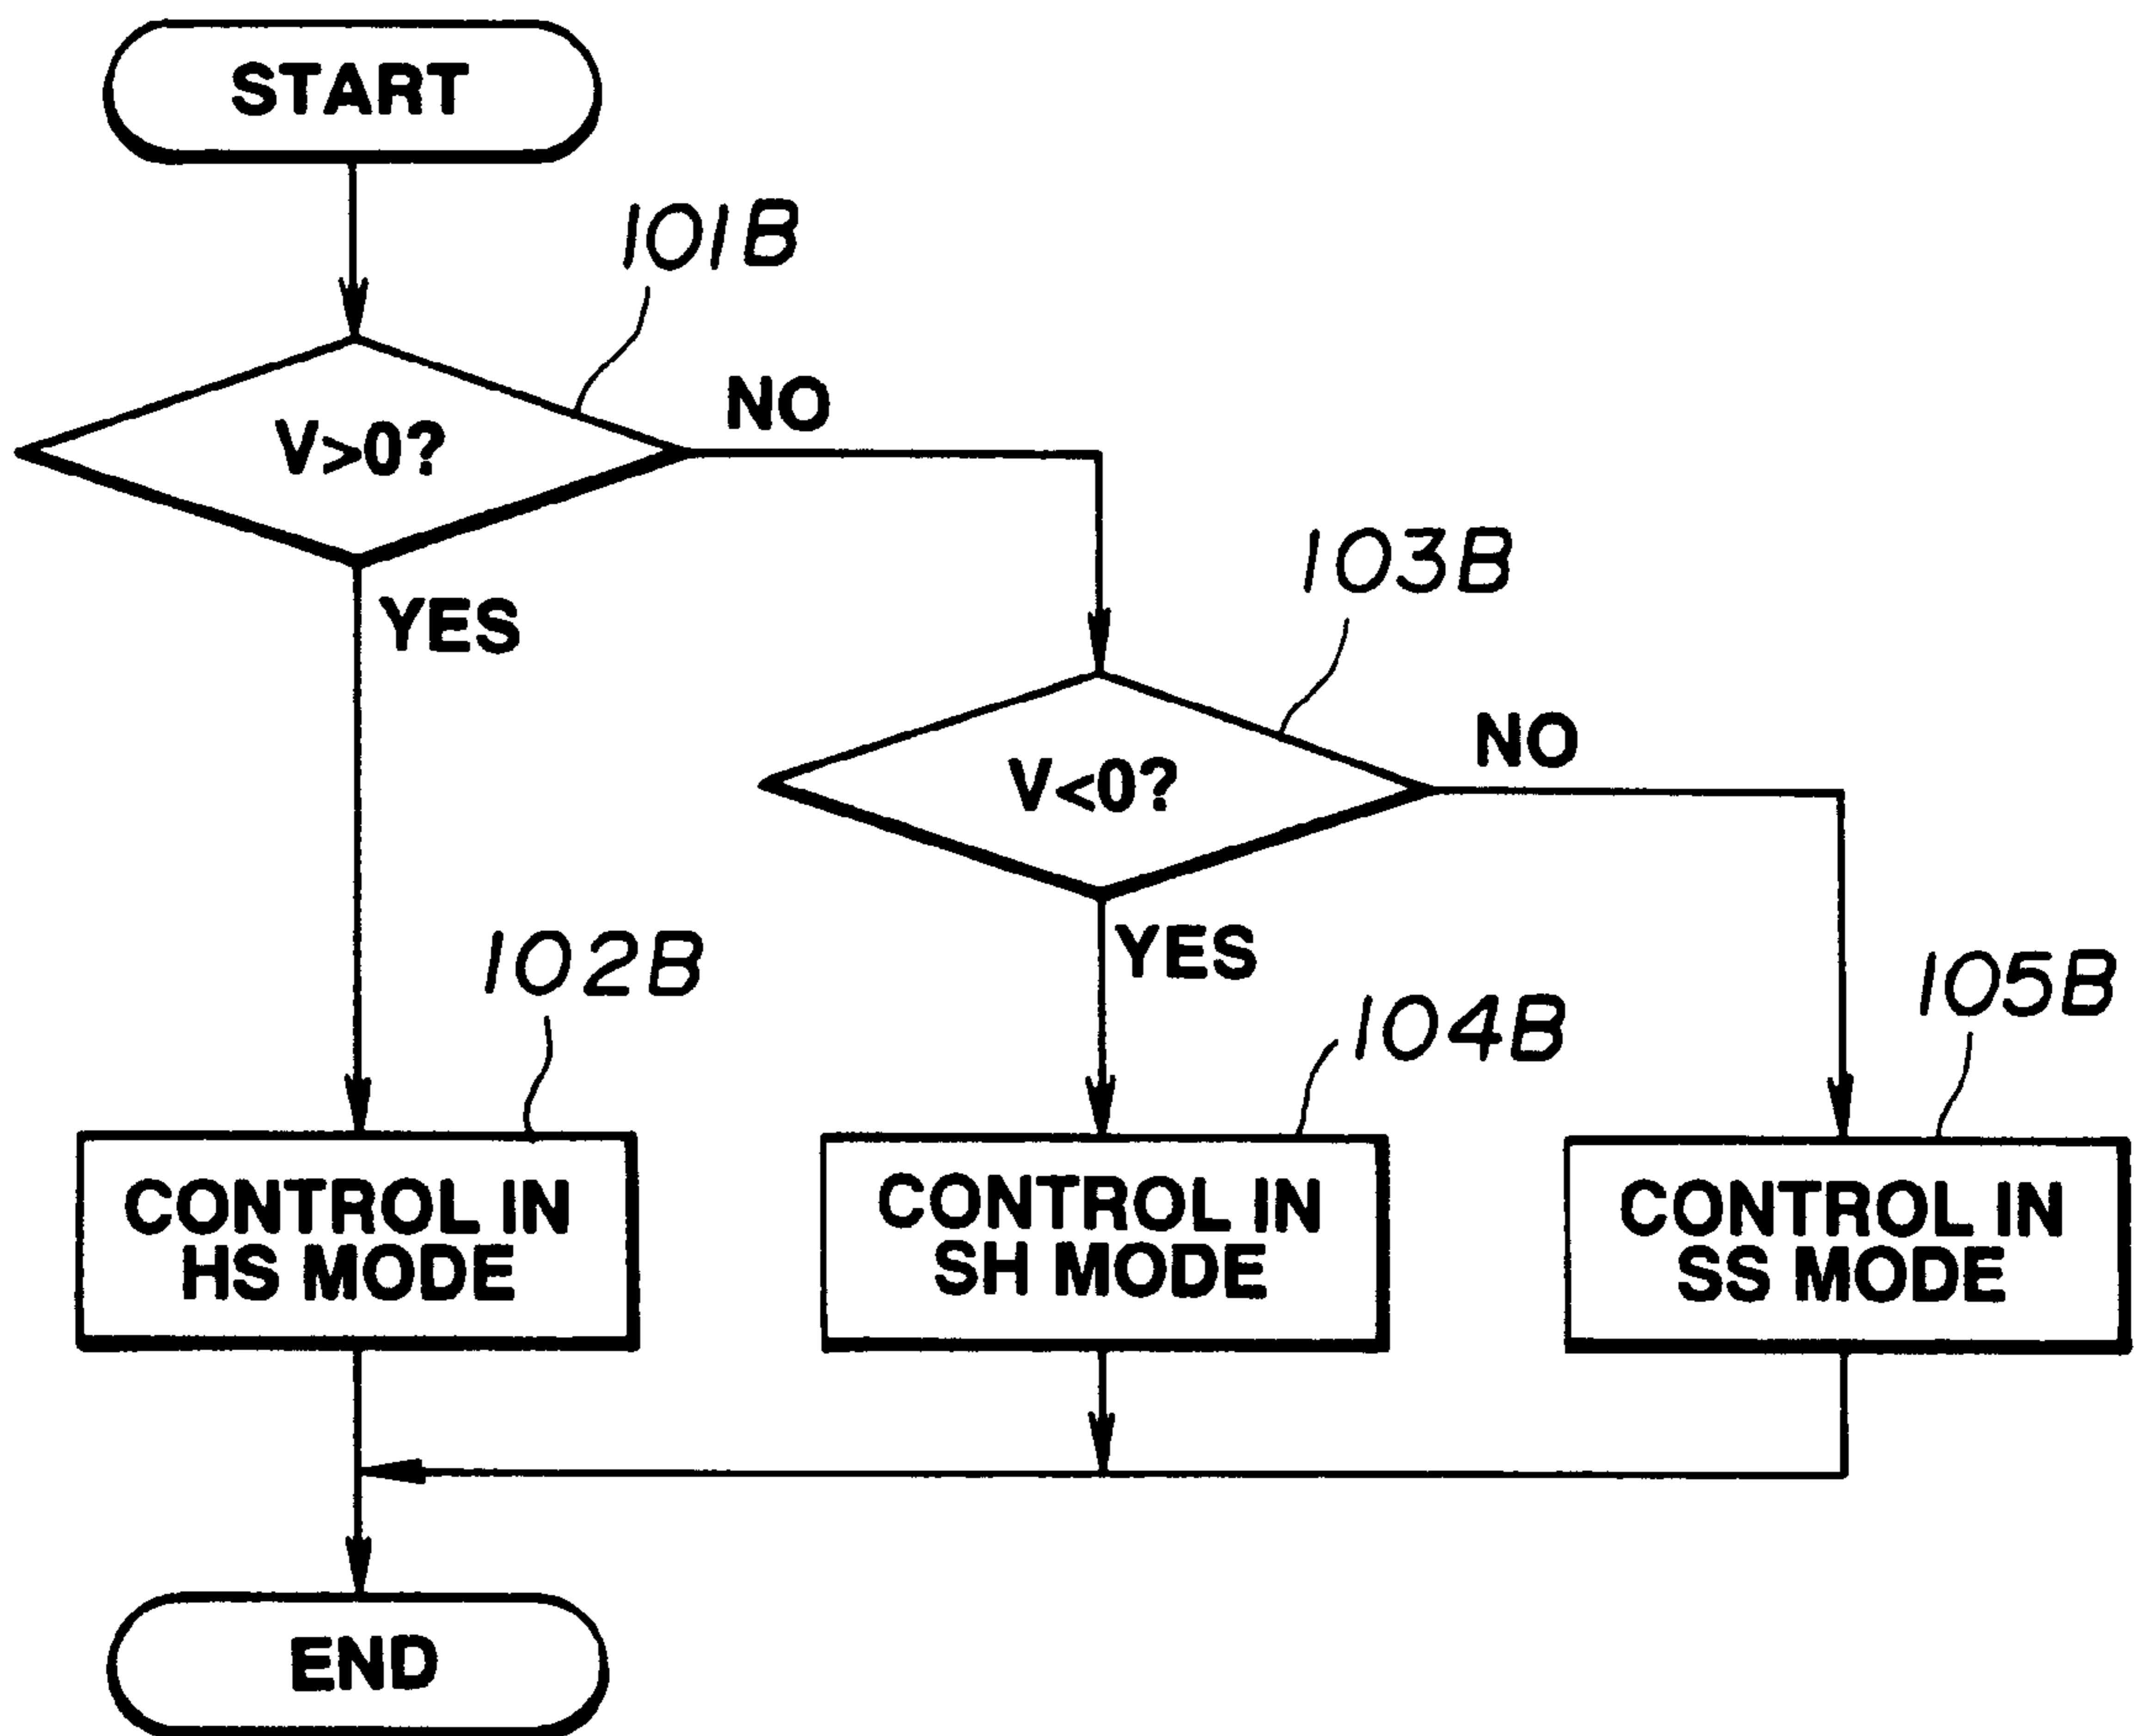 START
101B
V>0?
NO
YES
103B
V<0?
NO
YES
102B
104B
105B
CONTROL IN
HS MODE
CONTROL IN
SH MODE
CONTROL IN
SS MODE
END